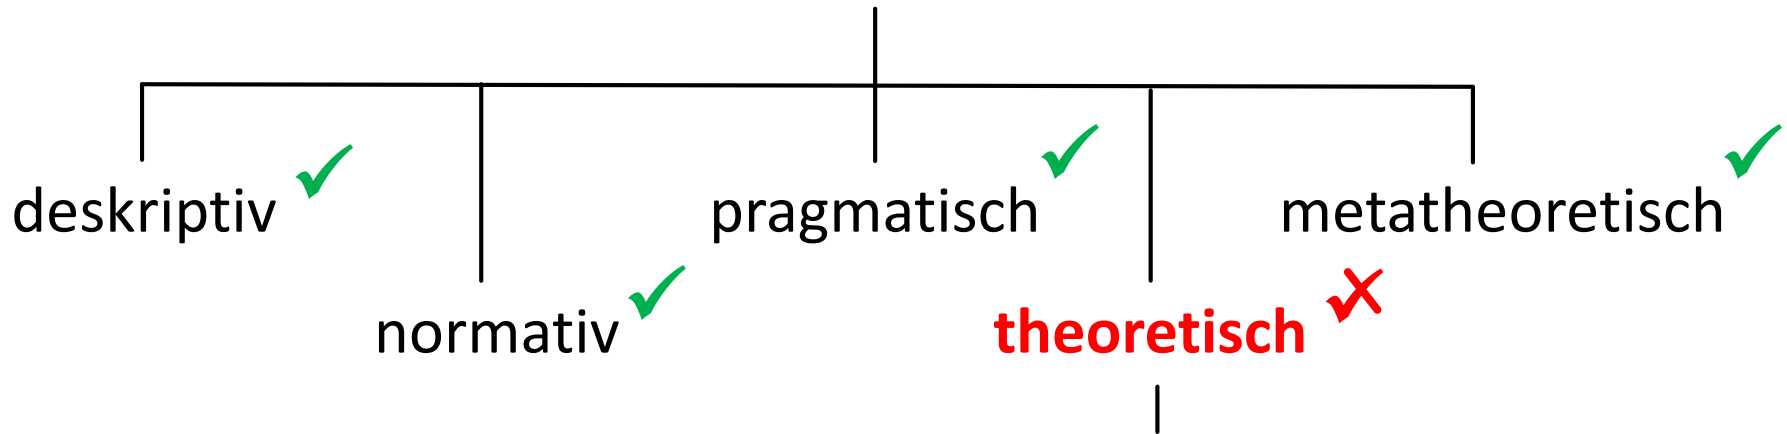 deskriptiv
pragmatisch
metatheoretisch
normativ
theoretisch